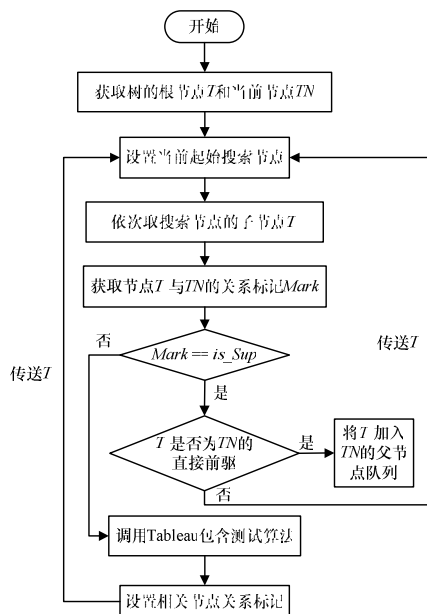 开始
获取树的根节点T和当前节点TN
设置当前起始搜索节点
依次取搜索节点的子节点T
获取节点T 与TN的关系标记Mark
否
Mark == is_Sup
传送T
传送T
是
T 是否为TN的
直接前驱
是
将T 加入
TN的父节
点队列
否
调用Tableau包含测试算法
设置相关节点关系标记